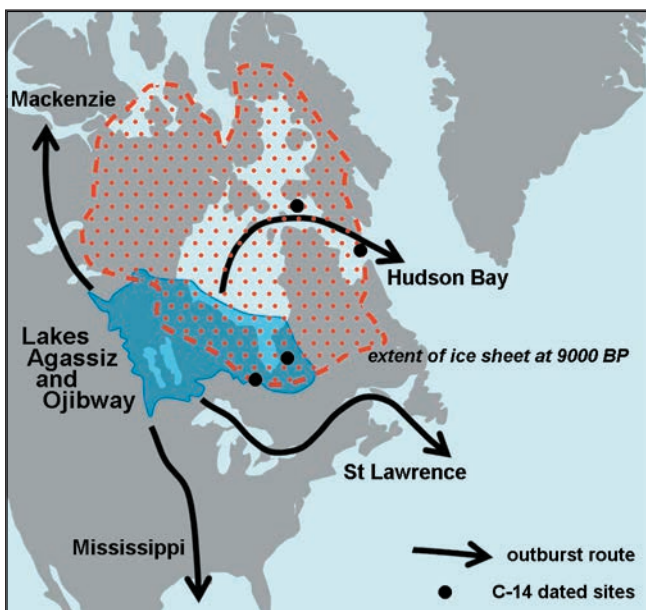 Mackenzie
Hudson Bay
Lakes
Agassiz
and
Ojibway
extent of ice sheet at 9000 BP
St Lawrence
Mississippi
outburst route
C-14 dated sites